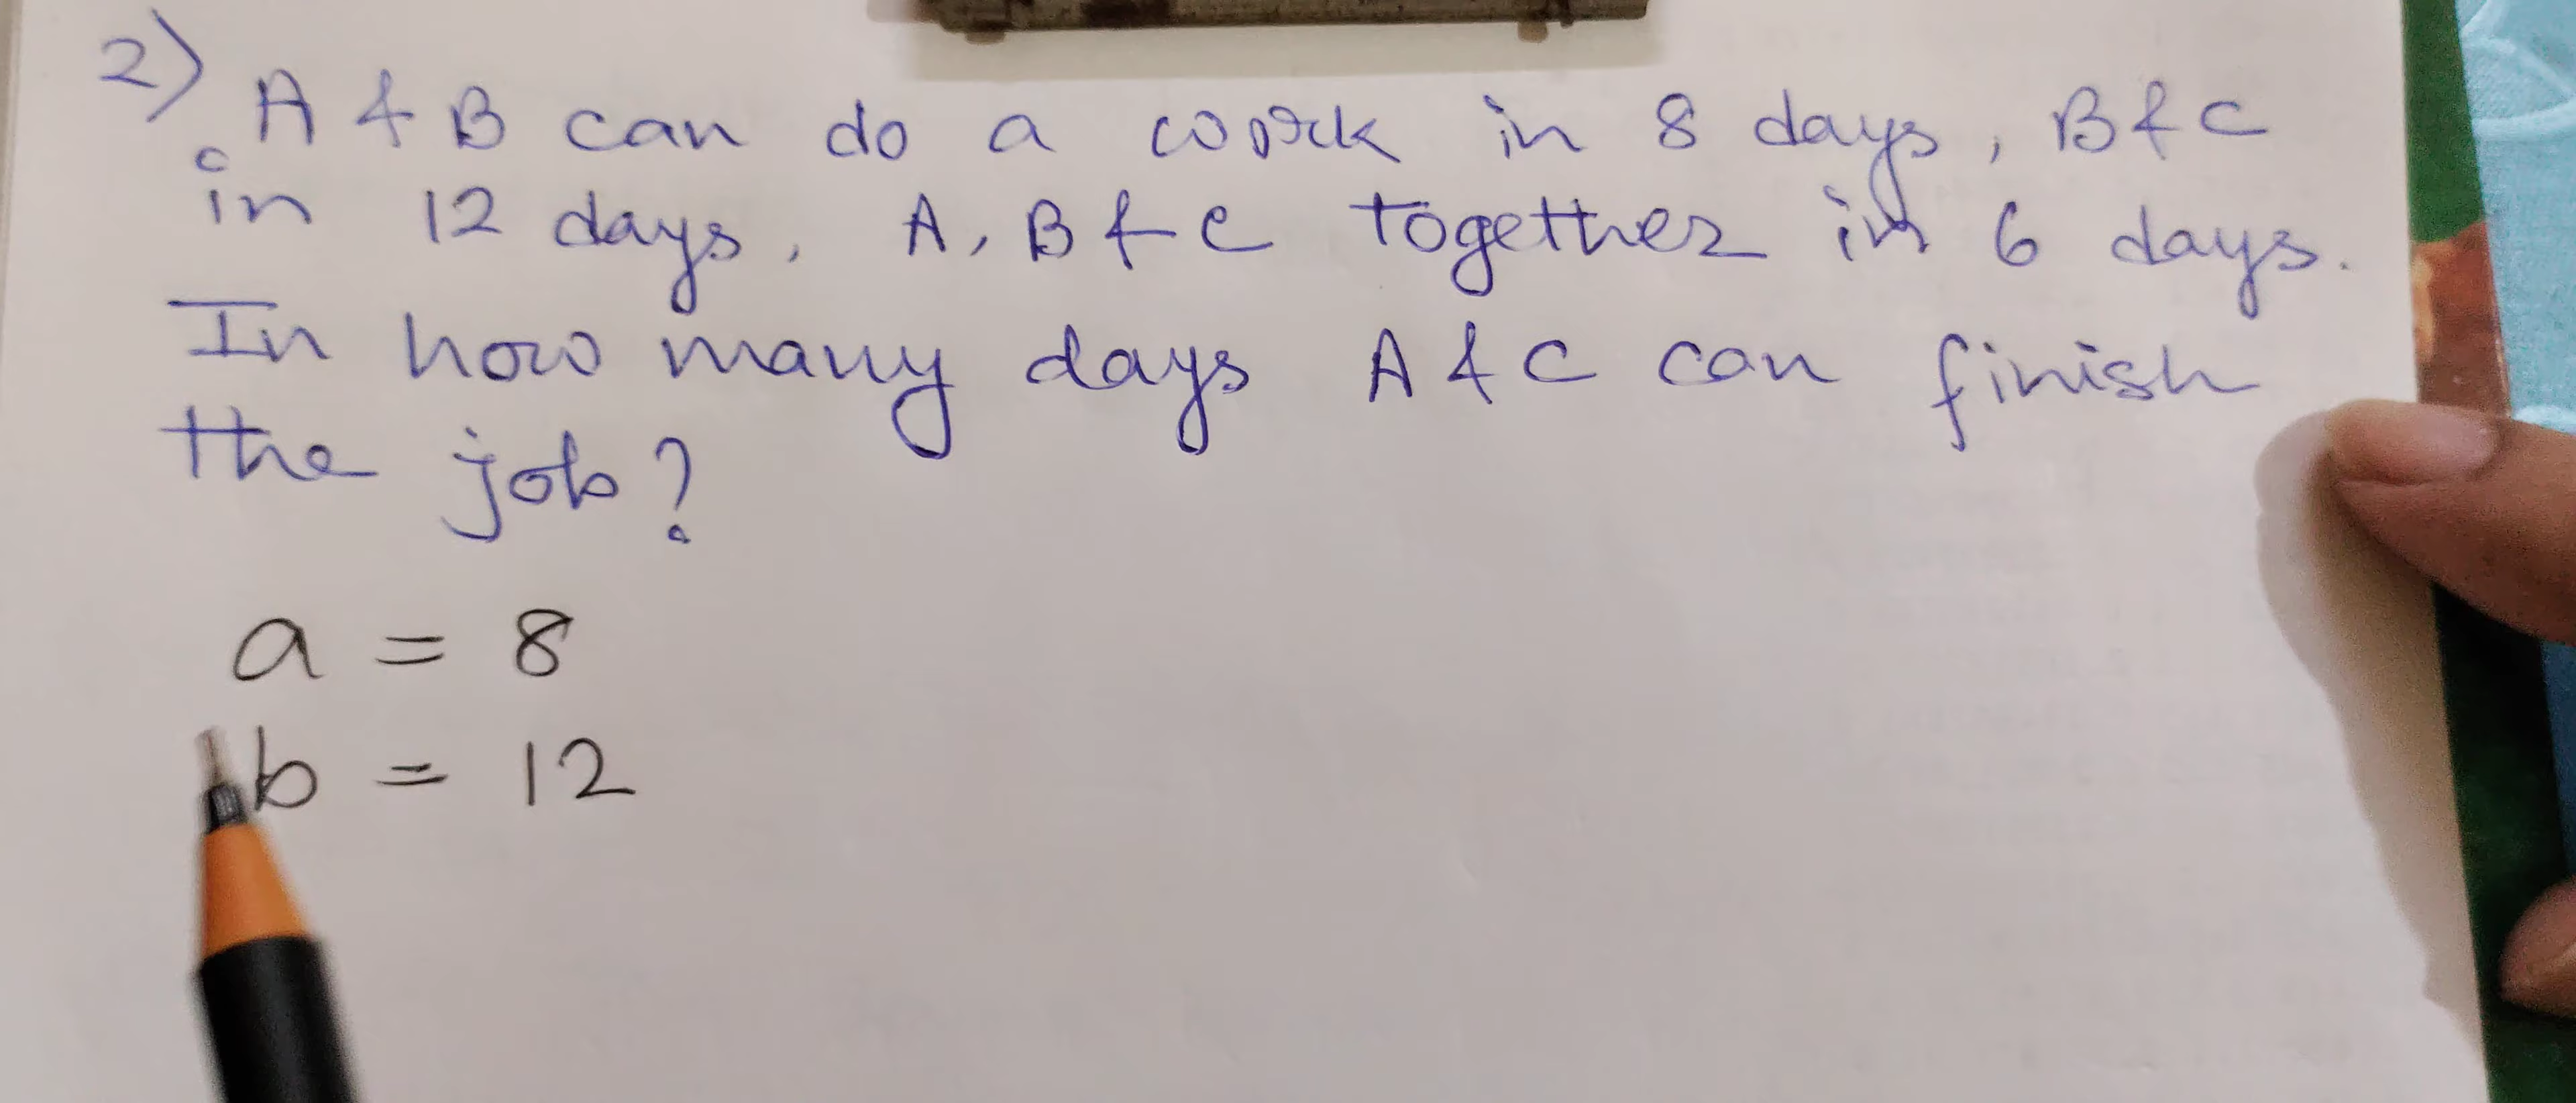 2)
A & B can do a work in 8 days, B & C
in 12 days, A, B & C together in 6 days.
In how many days A & C can finish
the job?
a = 8
b = 12